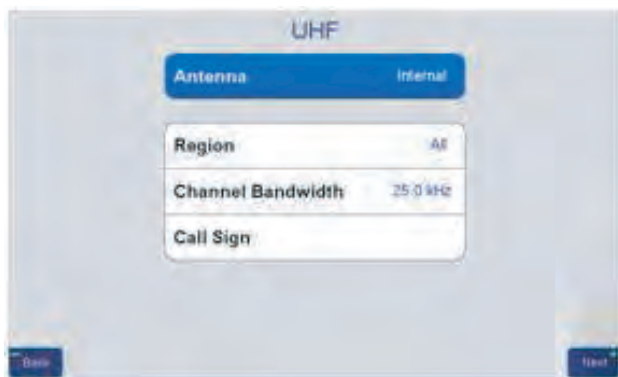 UHF
Antenna Internal
Region All
Channel Bandwidth 25.0 kHz
Call Sign
Back Next